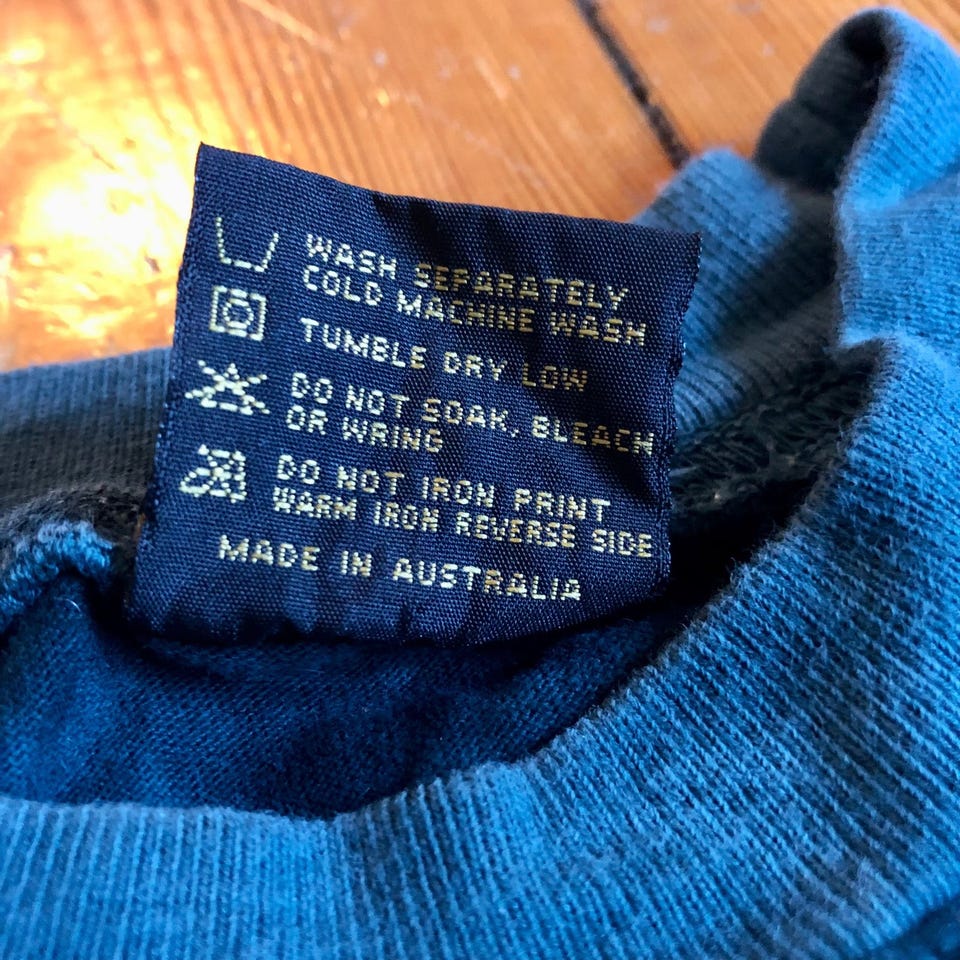 WASH SEPARATELY
COLD MACHINE WASH
TUMBLE DRY LOW
DO NOT SOAK, BLEACH
OR WRING
DO NOT IRON PRINT
WARM IRON REVERSE SIDE
MADE IN AUSTRALIA